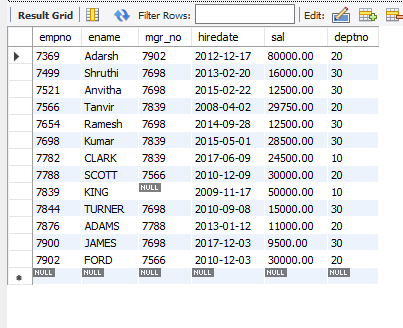 Result Grid Filter Rows: Edit:
empno ename mgr_no hiredate sal deptno
7369 Adarsh 7902 2012-12-17 80000.00 20
7499 Shruthi 7698 2013-02-20 16000.00 30
7521 Anvitha 7698 2015-02-22 12500.00 30
7566 Tanvir 7839 2008-04-02 29750.00 20
7654 Ramesh 7698 2014-09-28 12500.00 30
7698 Kumar 7839 2015-05-01 28500.00 30
7782 CLARK 7839 2017-06-09 24500.00 10
7788 SCOTT 7566 2010-12-09 30000.00 20
7839 KING NULL 2009-11-17 50000.00 10
7844 TURNER 7698 2010-09-08 15000.00 30
7876 ADAMS 7788 2013-01-12 11000.00 20
7900 JAMES 7698 2017-12-03 9500.00 30
7902 FORD 7566 2010-12-03 30000.00 20
NULL NULL NULL NULL NULL NULL